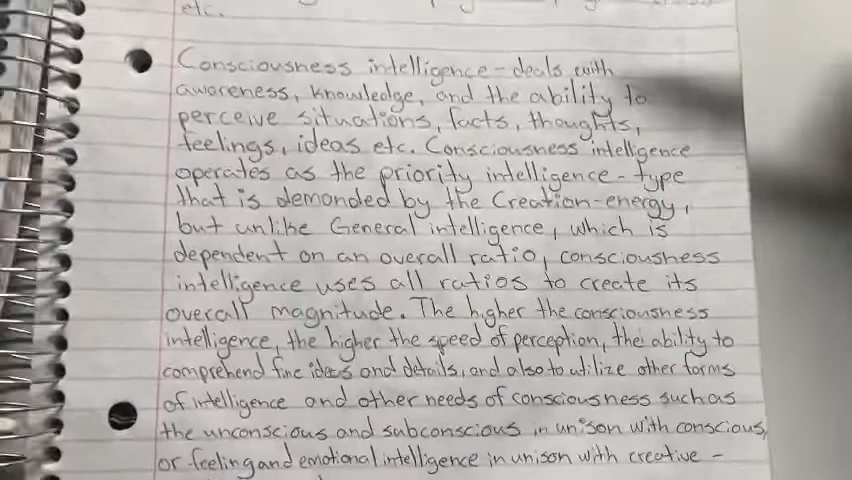 etc.
Consciousness intelligence - deals with
awareness, knowledge, and the ability to
perceive situations, facts, thoughts,
feelings, ideas etc. Consciousness intelligence
operates as the priority intelligence - type
that is demanded by the Creation-energy,
but unlike General intelligence, which is
dependent on an overall ratio, consciousness
intelligence uses all ratios to create its
overall magnitude. The higher the consciousness
intelligence, the higher the speed of perception, the ability to
comprehend fine ideas and details, and also to utilize other forms
of intelligence and other needs of consciousness such as
the unconscious and subconscious in unison with conscious,
or feeling and emotional intelligence in unison with creative -